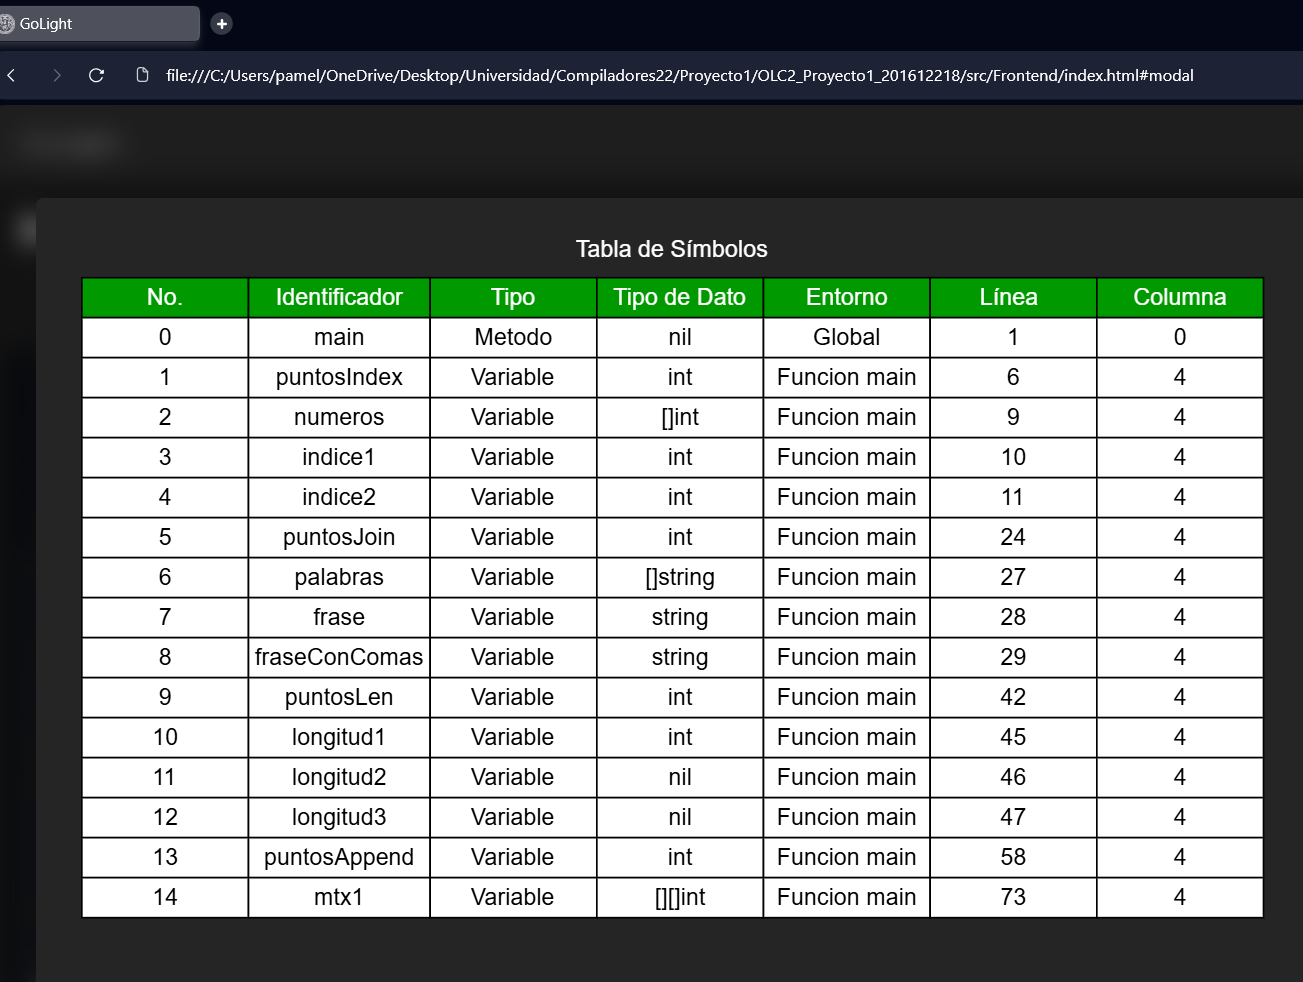 GoLight
file:///C:/Users/pamel/OneDrive/Desktop/Universidad/Compiladores22/Proyecto1/OLC2_Proyecto1_201612218/src/Frontend/index.html#modal
Tabla de Símbolos
No. Identificador Tipo Tipo de Dato Entorno Línea Columna
0 main Metodo nil Global 1 0
1 puntosIndex Variable int Funcion main 6 4
2 numeros Variable []int Funcion main 9 4
3 indice1 Variable int Funcion main 10 4
4 indice2 Variable int Funcion main 11 4
5 puntosJoin Variable int Funcion main 24 4
6 palabras Variable []string Funcion main 27 4
7 frase Variable string Funcion main 28 4
8 fraseConComas Variable string Funcion main 29 4
9 puntosLen Variable int Funcion main 42 4
10 longitud1 Variable int Funcion main 45 4
11 longitud2 Variable nil Funcion main 46 4
12 longitud3 Variable nil Funcion main 47 4
13 puntosAppend Variable int Funcion main 58 4
14 mtx1 Variable [][]int Funcion main 73 4